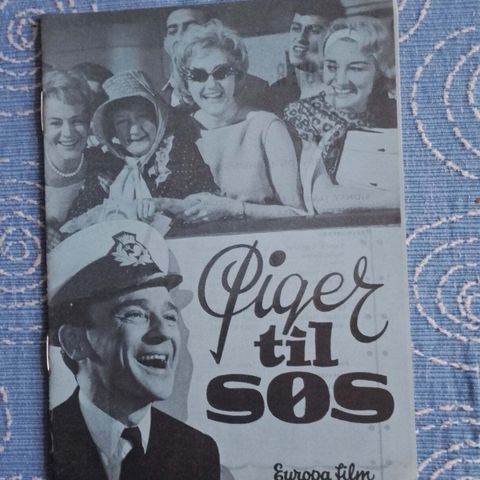 Piger
til
SØS
Europa Film